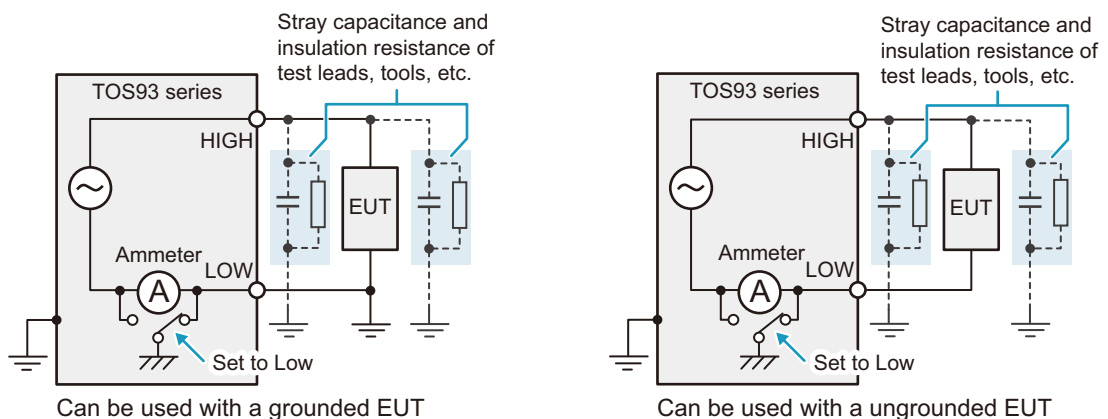 Stray capacitance and
insulation resistance of
test leads, tools, etc.
TOS93 series
HIGH
EUT
Ammeter
LOW
A
Set to Low
Can be used with a grounded EUT
Stray capacitance and
insulation resistance of
test leads, tools, etc.
TOS93 series
HIGH
EUT
Ammeter
LOW
A
Set to Low
Can be used with a ungrounded EUT